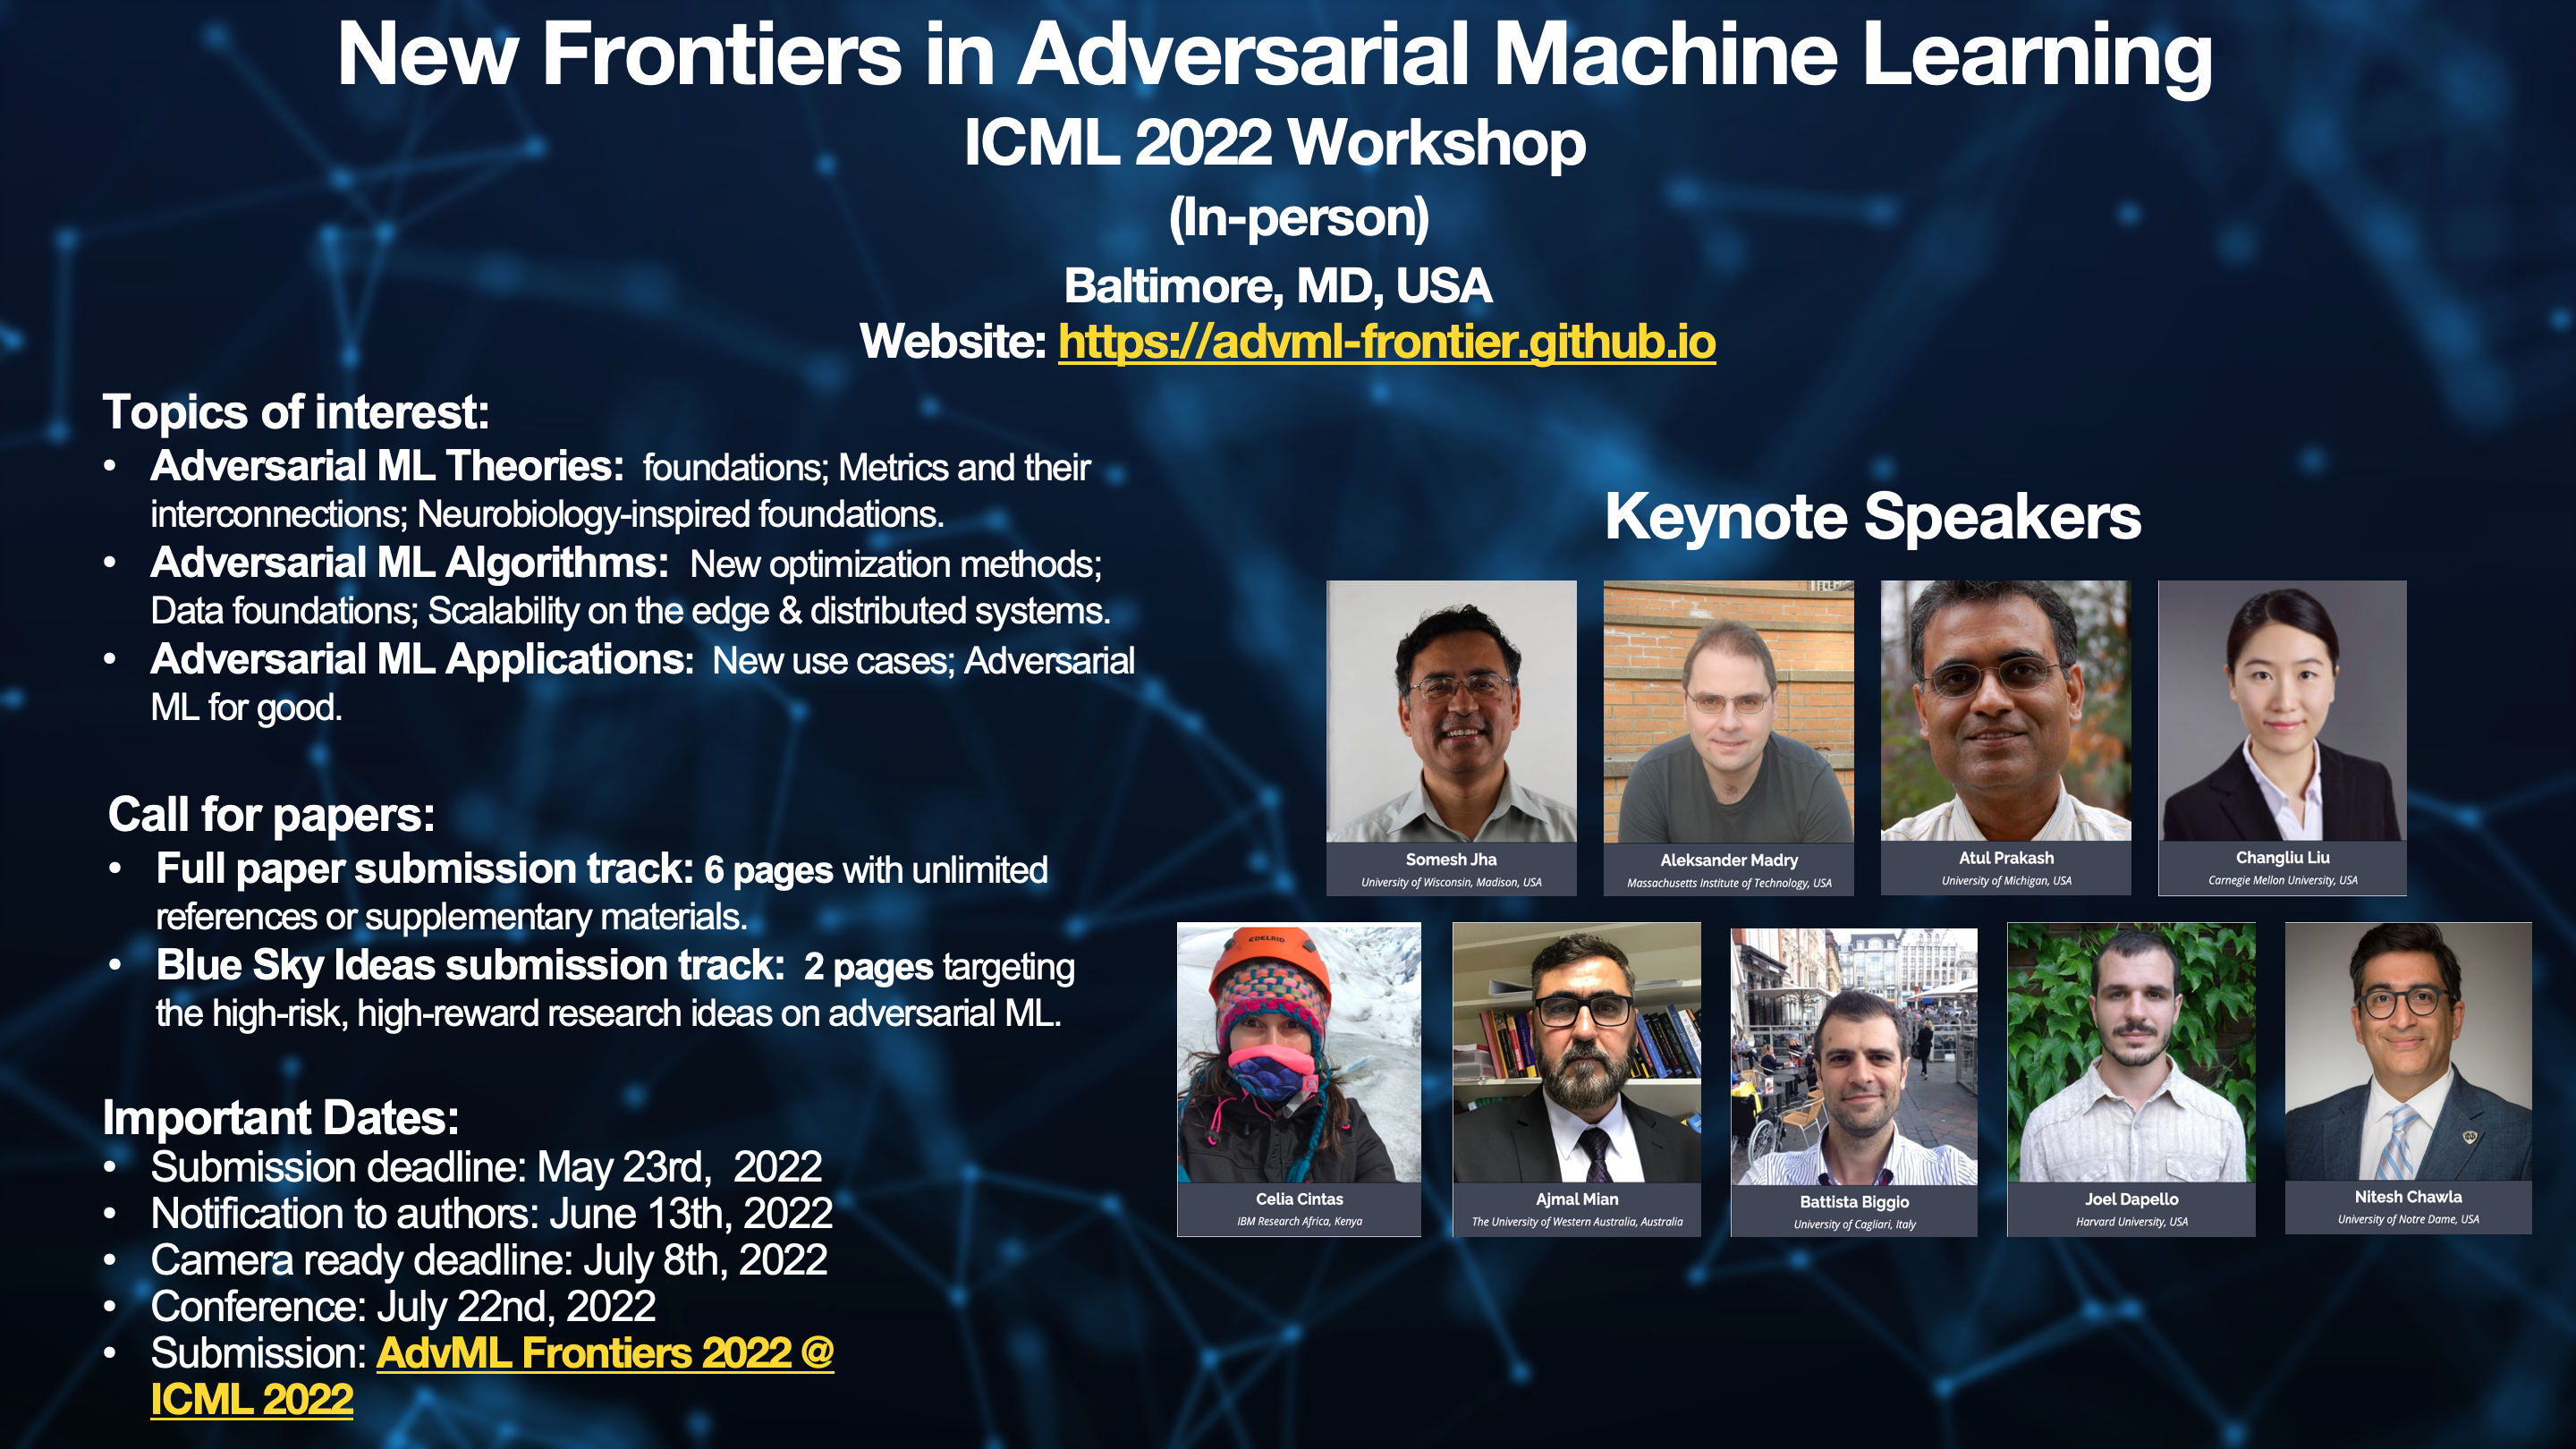 New Frontiers in Adversarial Machine Learning
ICML 2022 Workshop
(In-person)
Baltimore, MD, USA
Website: https://advml-frontier.github.io
Topics of interest:
• Adversarial ML Theories: foundations; Metrics and their
interconnections; Neurobiology-inspired foundations.
• Adversarial ML Algorithms: New optimization methods;
Data foundations; Scalability on the edge & distributed systems.
• Adversarial ML Applications: New use cases; Adversarial
ML for good.
Call for papers:
• Full paper submission track: 6 pages with unlimited
references or supplementary materials.
• Blue Sky Ideas submission track: 2 pages targeting
the high-risk, high-reward research ideas on adversarial ML.
Important Dates:
• Submission deadline: May 23rd, 2022
• Notification to authors: June 13th, 2022
• Camera ready deadline: July 8th, 2022
• Conference: July 22nd, 2022
• Submission: AdvML Frontiers 2022 @
ICML 2022
Keynote Speakers
Somesh Jha
University of Wisconsin, Madison, USA
Aleksander Madry
Massachusetts Institute of Technology, USA
Atul Prakash
University of Michigan, USA
Changliu Liu
Carnegie Mellon University, USA
EDELRID
Celia Cintas
IBM Research Africa, Kenya
Ajmal Mian
The University of Western Australia, Australia
Battista Biggio
University of Cagliari, Italy
Joel Dapello
Harvard University, USA
Nitesh Chawla
University of Notre Dame, USA